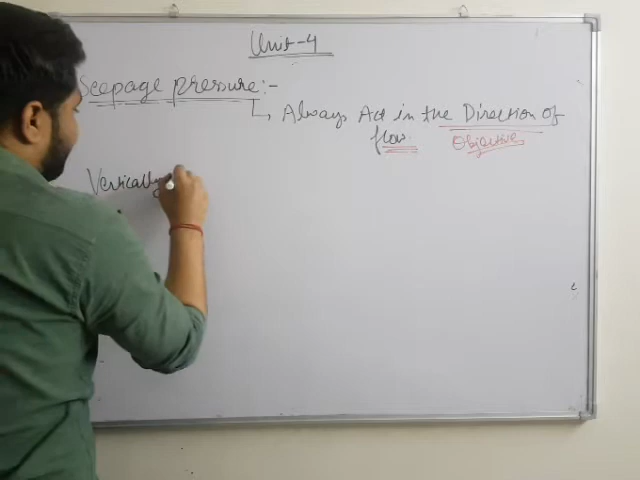 Unit-4
Seepage pressure:-
Always Act in the Direction of
flow. Objective
Vertically